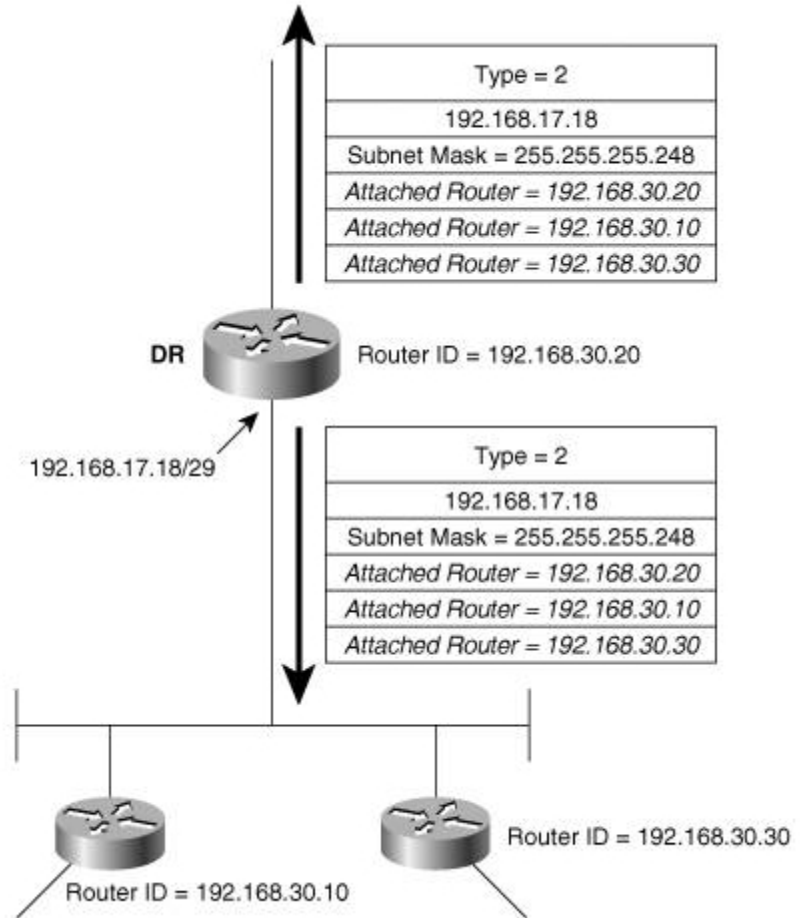 Type = 2
192.168.17.18
Subnet Mask = 255.255.255.248
Attached Router = 192.168.30.20
Attached Router = 192.168.30.10
Attached Router = 192.168.30.30
DR
Router ID = 192.168.30.20
192.168.17.18/29
Type = 2
192.168.17.18
Subnet Mask = 255.255.255.248
Attached Router = 192.168.30.20
Attached Router = 192.168.30.10
Attached Router = 192.168.30.30
Router ID = 192.168.30.30
Router ID = 192.168.30.10